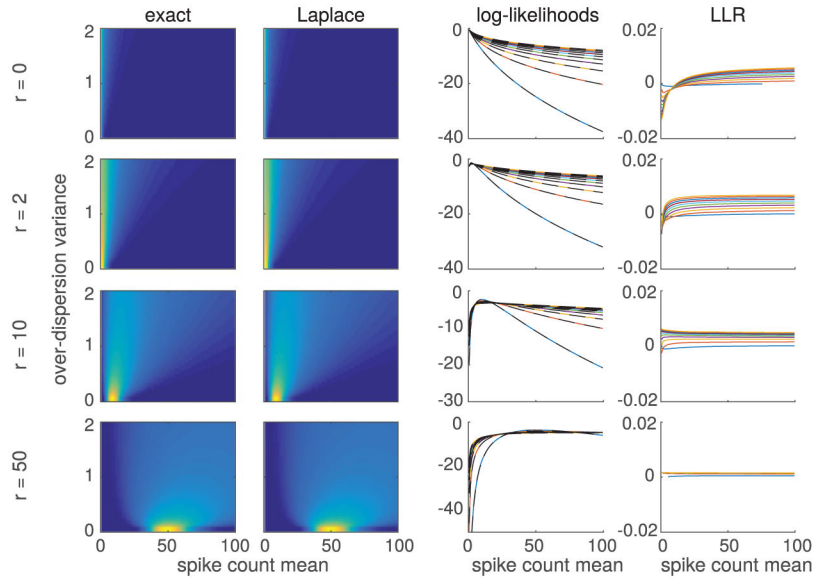 exact Laplace log-likelihoods LLR
r = 0
2 0 0.02
1 -20 0
0 -40 -0.02
r = 2
2 0 0.02
1 -20 0
0 -40 -0.02
over-dispersion variance
r = 10
2 0 0.02
1 -10 0
-20
0 -30 -0.02
r = 50
2 0 0.02
1 -20 0
-40
0 -0.02
0 50 100 0 50 100 0 50 100 0 50 100
spike count mean spike count mean spike count mean spike count mean